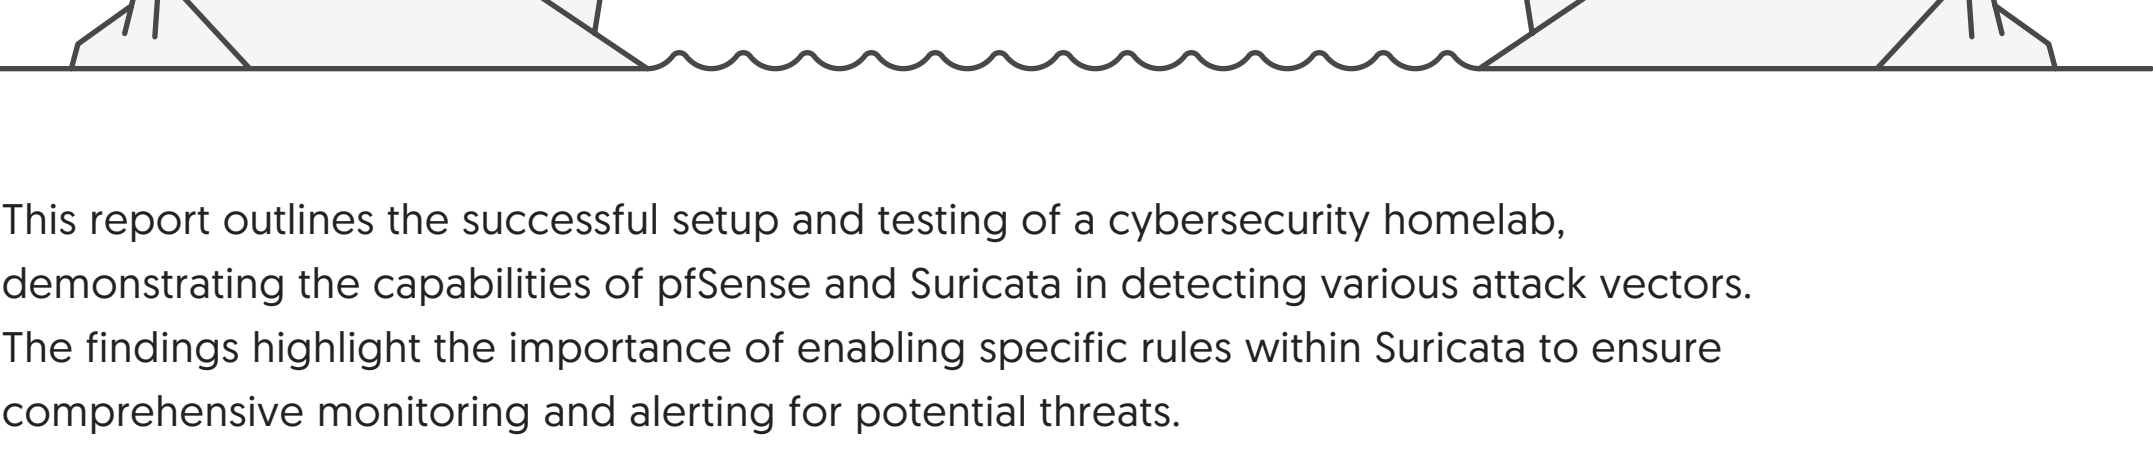 This report outlines the successful setup and testing of a cybersecurity homelab,
demonstrating the capabilities of pfSense and Suricata in detecting various attack vectors.
The findings highlight the importance of enabling specific rules within Suricata to ensure
comprehensive monitoring and alerting for potential threats.